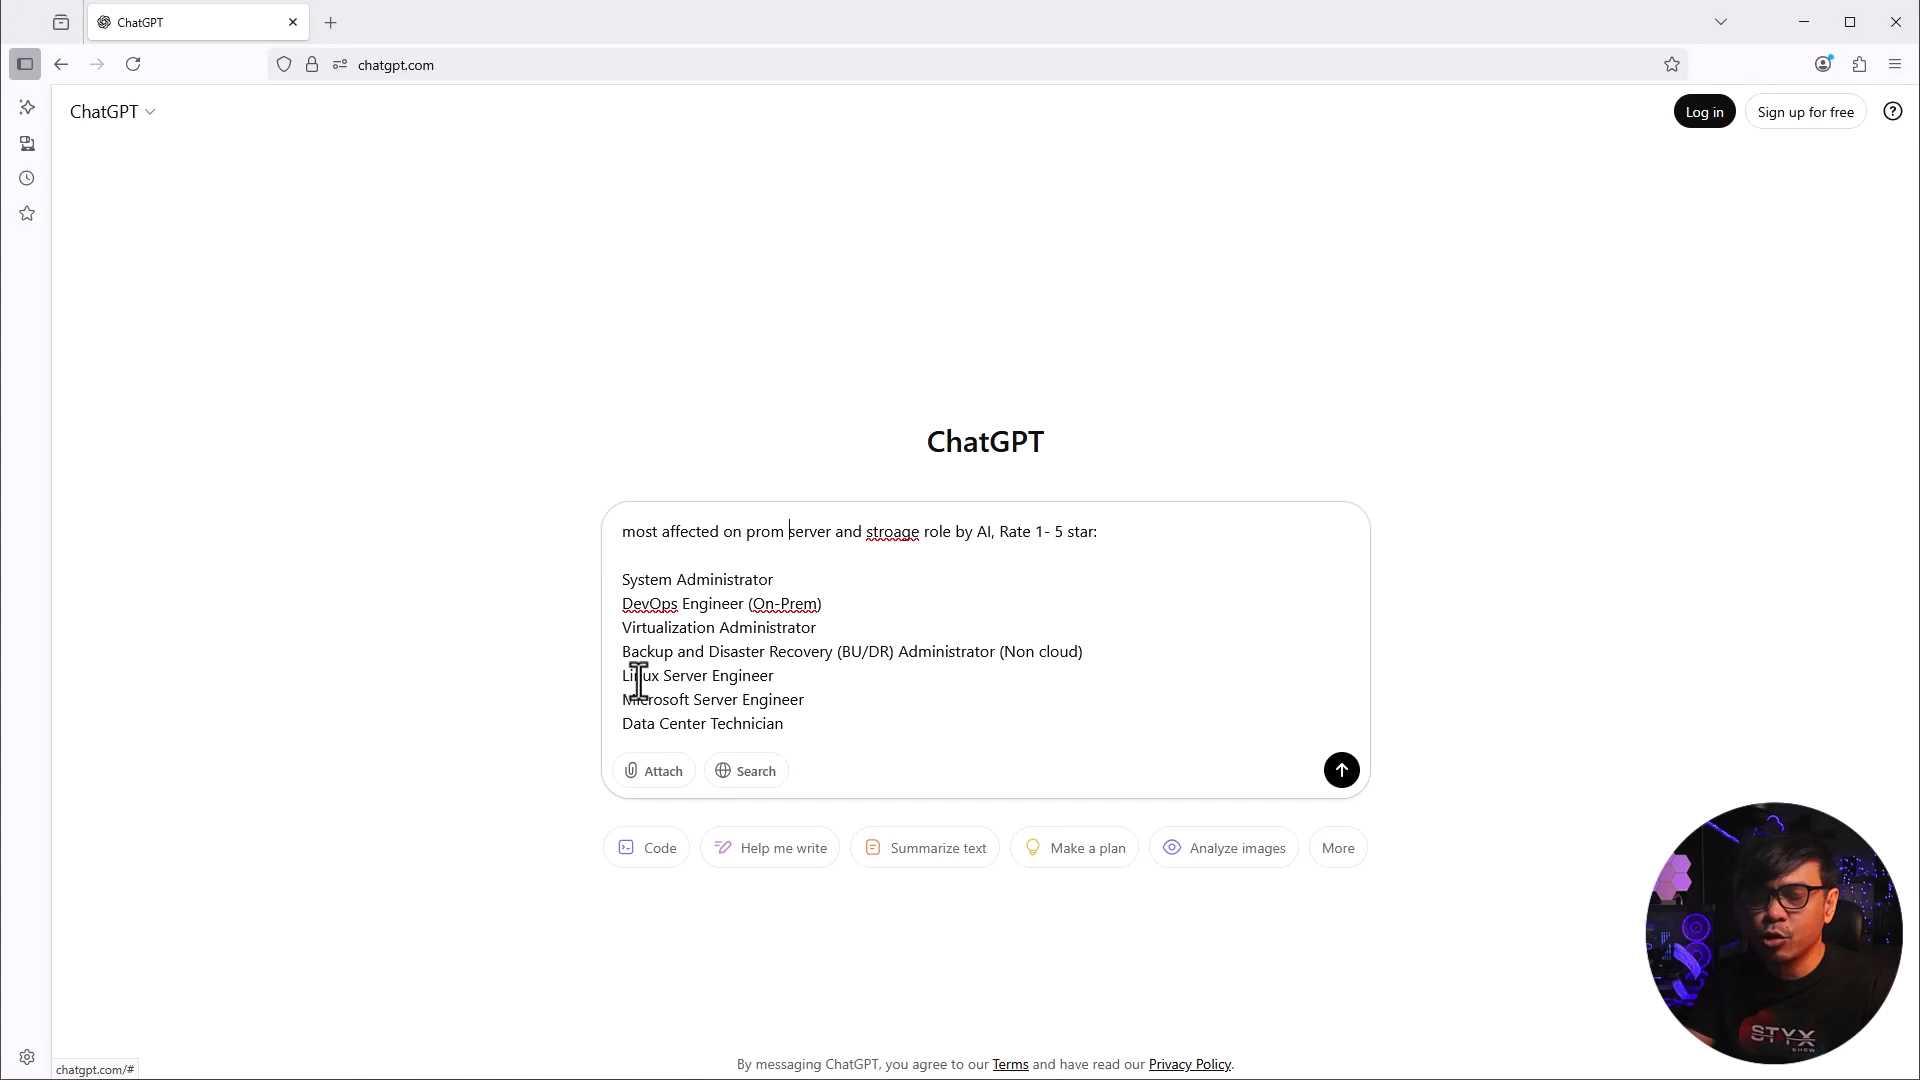 ChatGPT
chatgpt.com
ChatGPT
Log in
Sign up for free
ChatGPT
most affected on prom server and stroage role by AI, Rate 1- 5 star:
System Administrator
DevOps Engineer (On-Prem)
Virtualization Administrator
Backup and Disaster Recovery (BU/DR) Administrator (Non cloud)
Linux Server Engineer
Microsoft Server Engineer
Data Center Technician
Attach
Search
Code
Help me write
Summarize text
Make a plan
Analyze images
More
STYX
SHOW
By messaging ChatGPT, you agree to our Terms and have read our Privacy Policy.
chatgpt.com/#